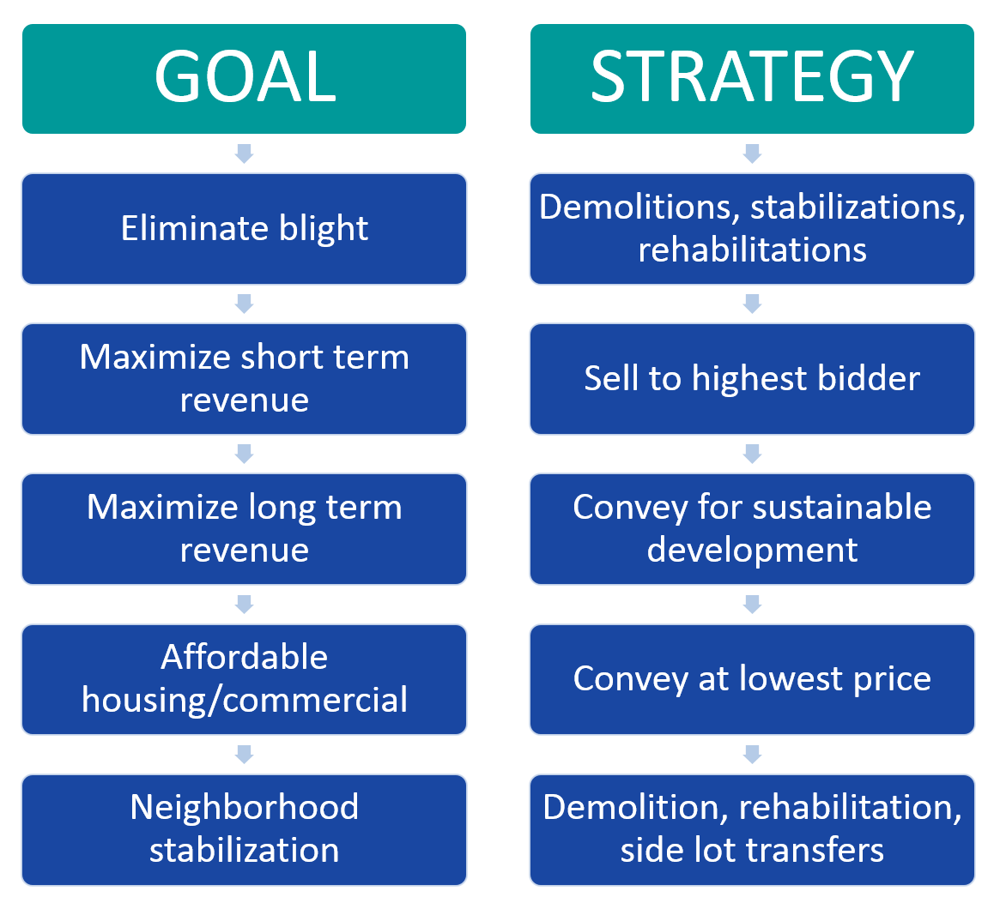 GOAL
STRATEGY
Eliminate blight
Demolitions, stabilizations,
rehabilitations
Maximize short term
revenue
Sell to highest bidder
Maximize long term
revenue
Convey for sustainable
development
Affordable
housing/commercial
Convey at lowest price
Neighborhood
stabilization
Demolition, rehabilitation,
side lot transfers